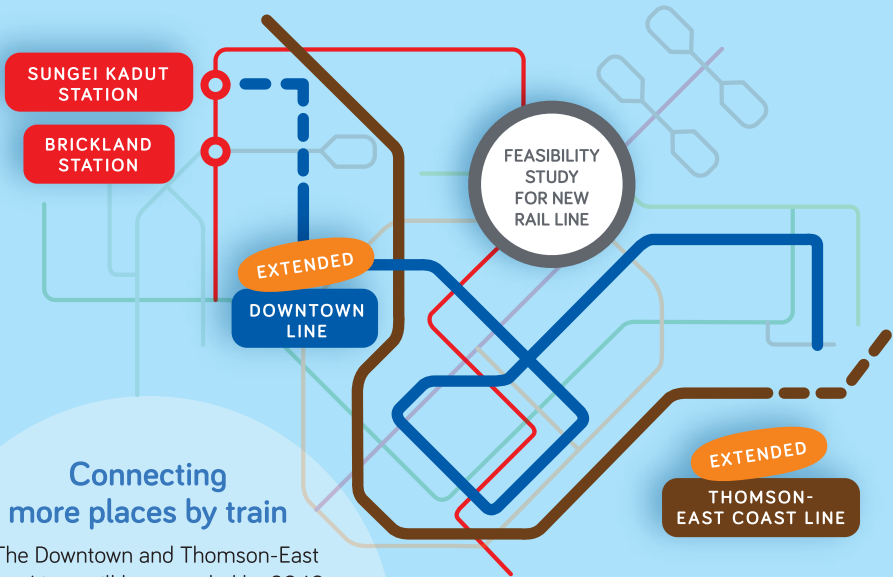 SUNGEI KADUT
STATION
BRICKLAND
STATION
FEASIBILITY
STUDY
FOR NEW
RAIL LINE
EXTENDED
DOWNTOWN
LINE
EXTENDED
THOMSON-
EAST COAST LINE
Connecting
more places by train
The Downtown and Thomson-East